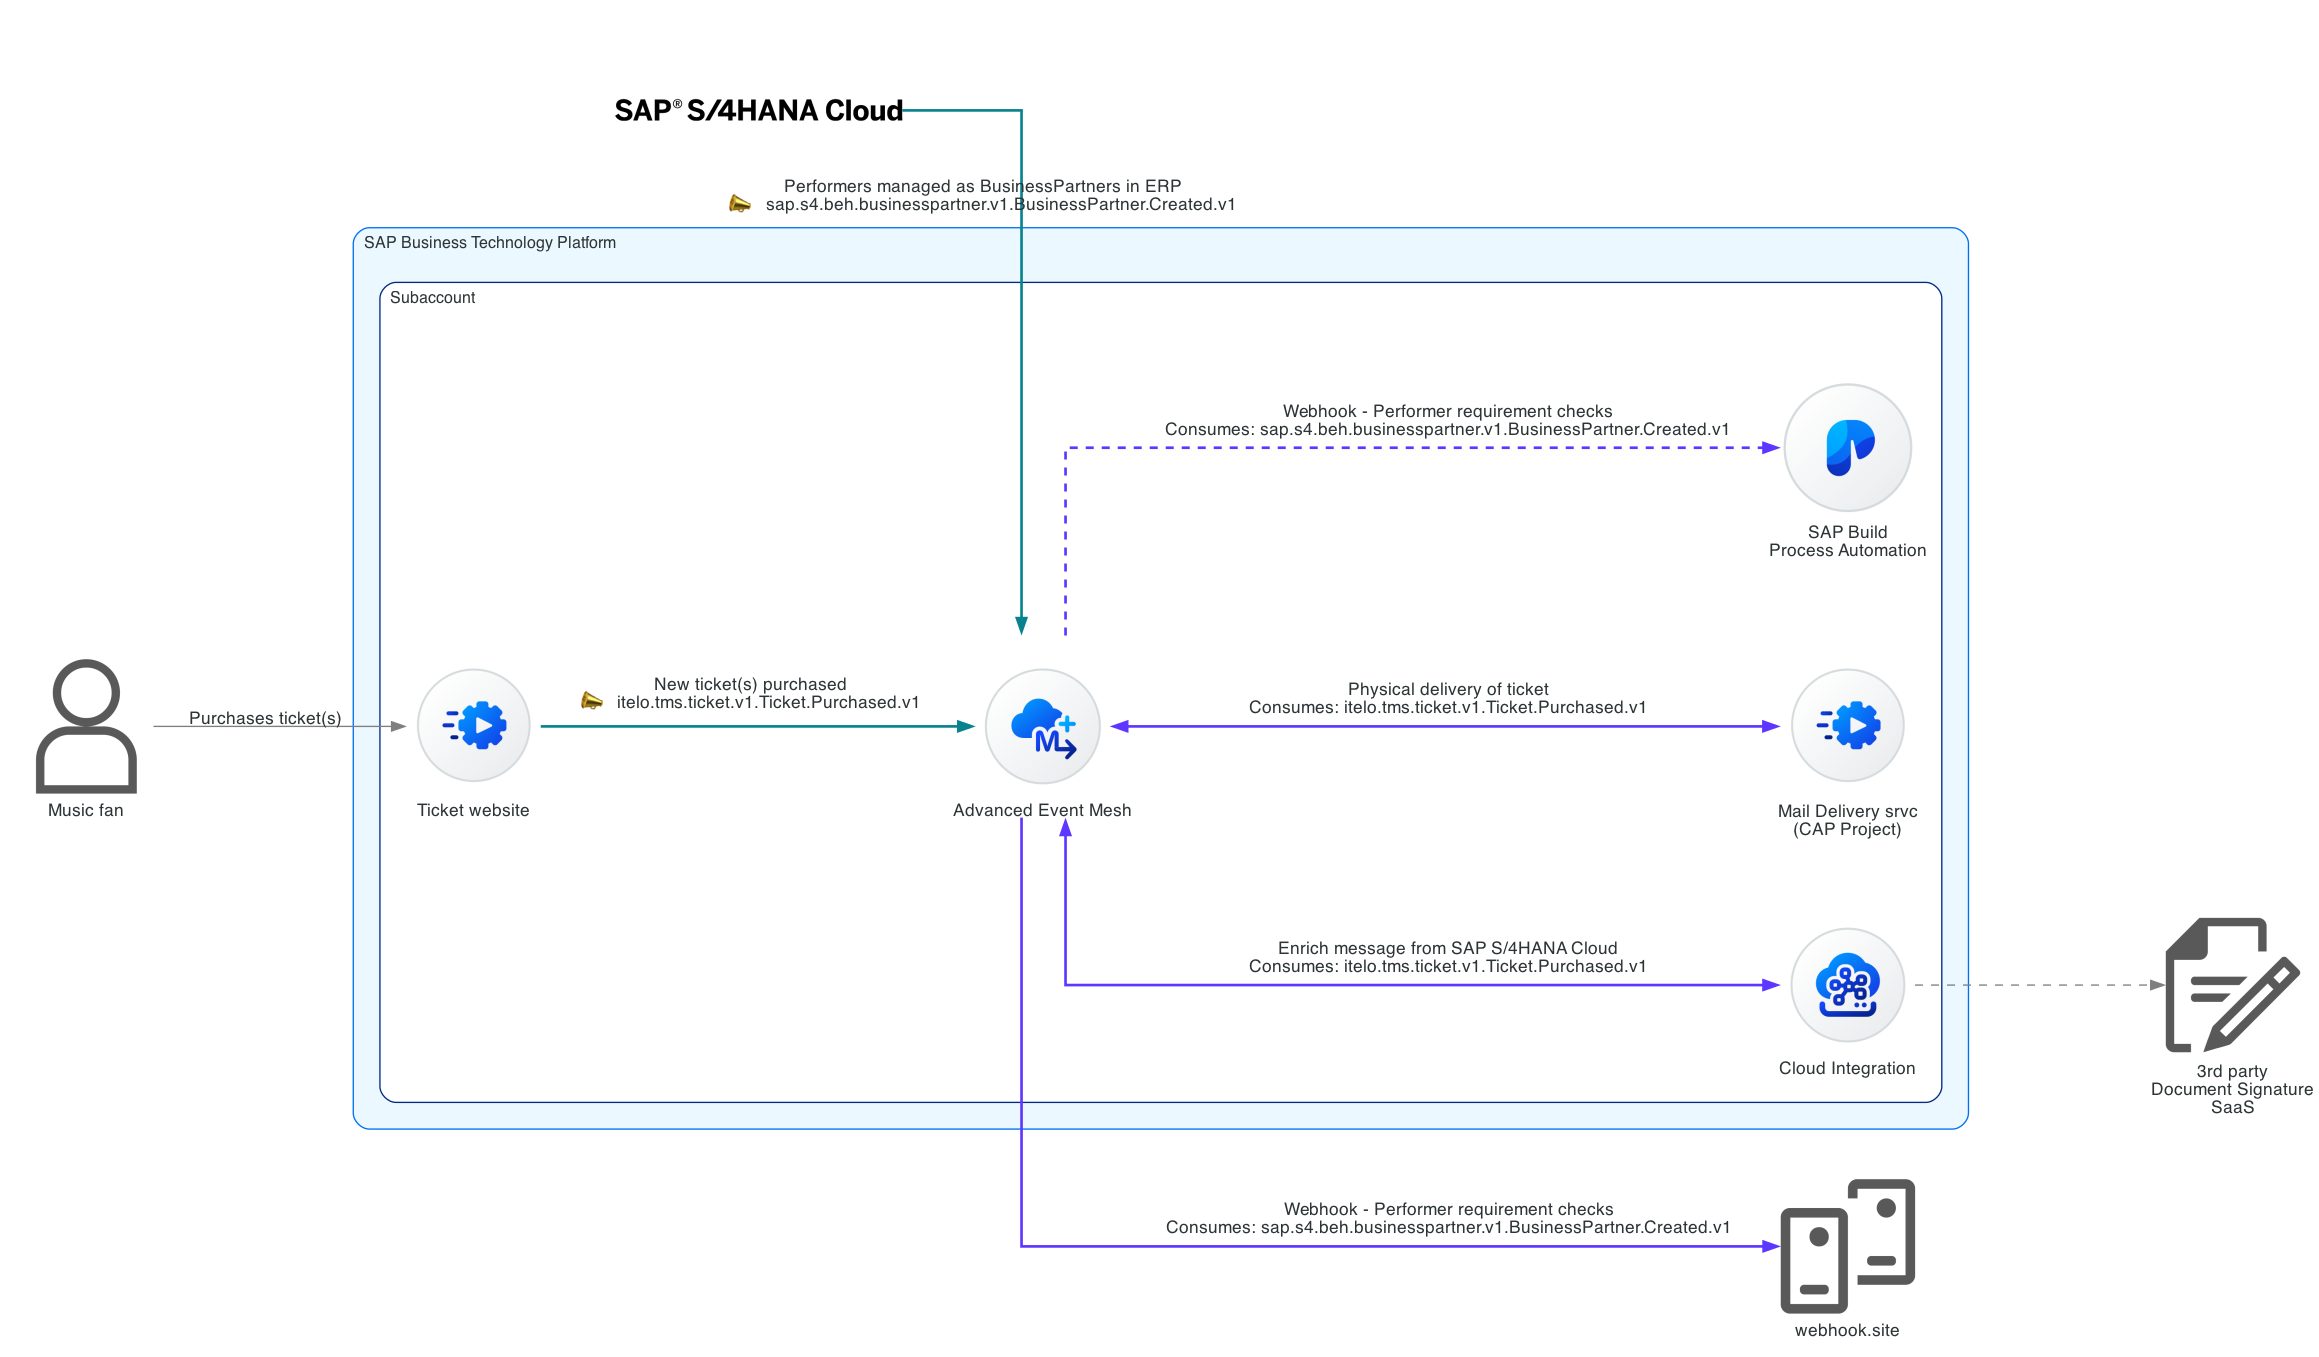 SAP® S/4HANA Cloud
Performers managed as BusinessPartners in ERP
sap.s4.beh.businesspartner.v1.BusinessPartner.Created.v1
SAP Business Technology Platform
Subaccount
Webhook - Performer requirement checks
Consumes: sap.s4.beh.businesspartner.v1.BusinessPartner.Created.v1
SAP Build
Process Automation
Purchases ticket(s)
Music fan
Ticket website
New ticket(s) purchased
itelo.tms.ticket.v1.Ticket.Purchased.v1
M
Advanced Event Mesh
Physical delivery of ticket
Consumes: itelo.tms.ticket.v1.Ticket.Purchased.v1
Mail Delivery srvc
(CAP Project)
Enrich message from SAP S/4HANA Cloud
Consumes: itelo.tms.ticket.v1.Ticket.Purchased.v1
Cloud Integration
3rd party
Document Signature
SaaS
Webhook - Performer requirement checks
Consumes: sap.s4.beh.businesspartner.v1.BusinessPartner.Created.v1
webhook.site